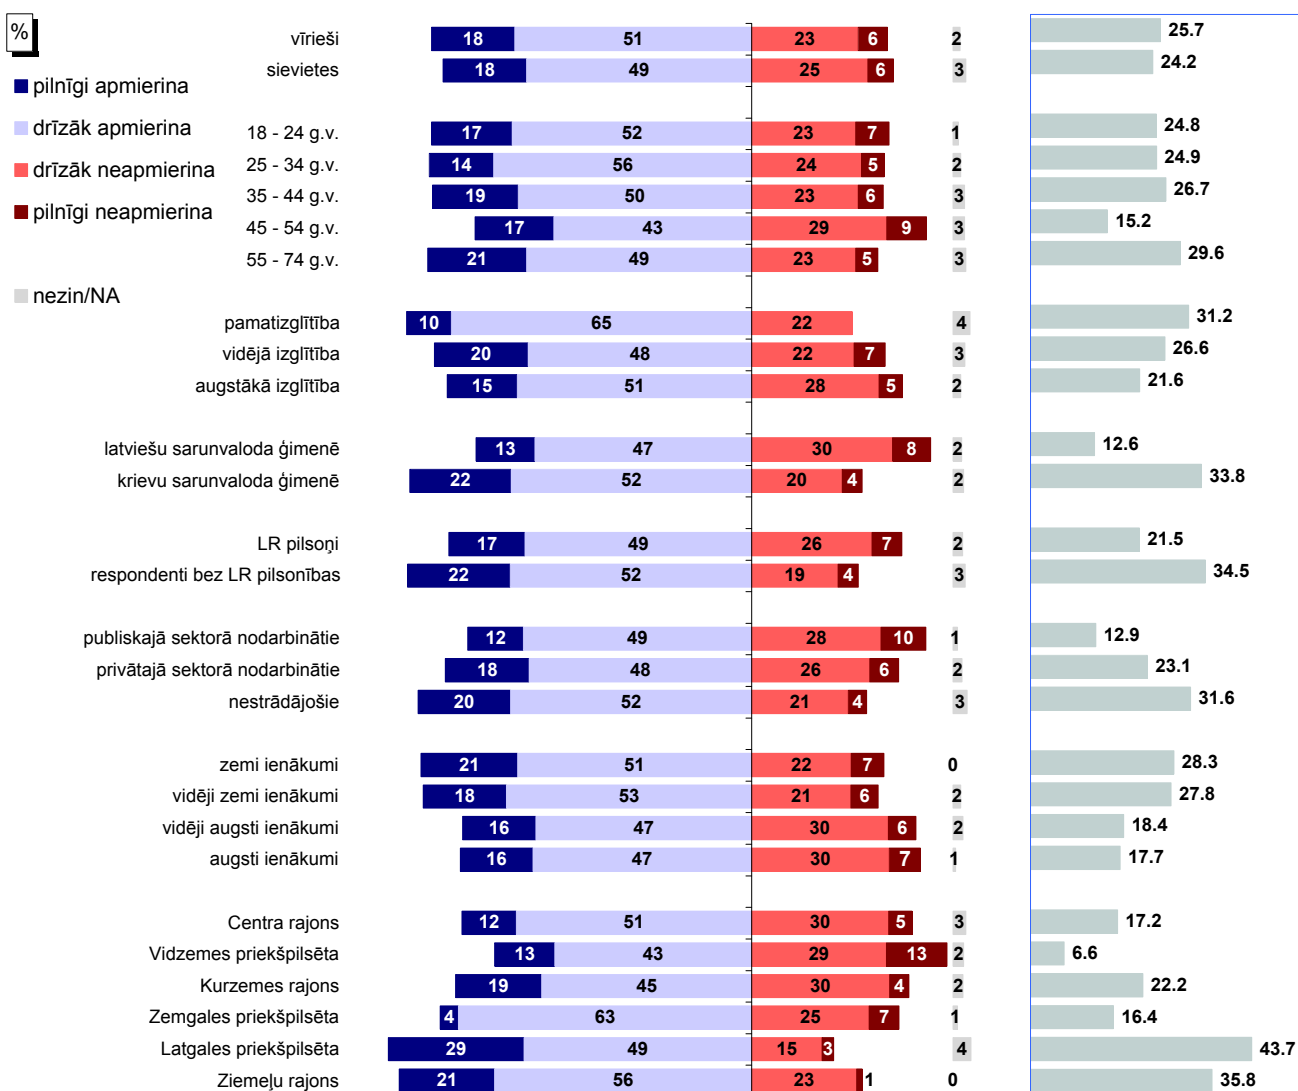 %
pilnīgi apmierina
drīzāk apmierina
drīzāk neapmierina
pilnīgi neapmierina
nezin/NA
vīrieši 18 51 23 6 2 25.7
sievietes 18 49 25 6 3 24.2
18 - 24 g.v. 17 52 23 7 1 24.8
25 - 34 g.v. 14 56 24 5 2 24.9
35 - 44 g.v. 19 50 23 6 3 26.7
45 - 54 g.v. 17 43 29 9 3 15.2
55 - 74 g.v. 21 49 23 5 3 29.6
pamatizglītība 10 65 22 4 31.2
vidējā izglītība 20 48 22 7 3 26.6
augstākā izglītība 15 51 28 5 2 21.6
latviešu sarunvaloda ģimenē 13 47 30 8 2 12.6
krievu sarunvaloda ģimenē 22 52 20 4 2 33.8
LR pilsoņi 17 49 26 7 2 21.5
respondenti bez LR pilsonības 22 52 19 4 3 34.5
publiskajā sektorā nodarbinātie 12 49 28 10 1 12.9
privātajā sektorā nodarbinātie 18 48 26 6 2 23.1
nestrādājošie 20 52 21 4 3 31.6
zemi ienākumi 21 51 22 7 0 28.3
vidēji zemi ienākumi 18 53 21 6 2 27.8
vidēji augsti ienākumi 16 47 30 6 2 18.4
augsti ienākumi 16 47 30 7 1 17.7
Centra rajons 12 51 30 5 3 17.2
Vidzemes priekšpilsēta 13 43 29 13 2 6.6
Kurzemes rajons 19 45 30 4 2 22.2
Zemgales priekšpilsēta 4 63 25 7 1 16.4
Latgales priekšpilsēta 29 49 15 3 4 43.7
Ziemeļu rajons 21 56 23 1 0 35.8